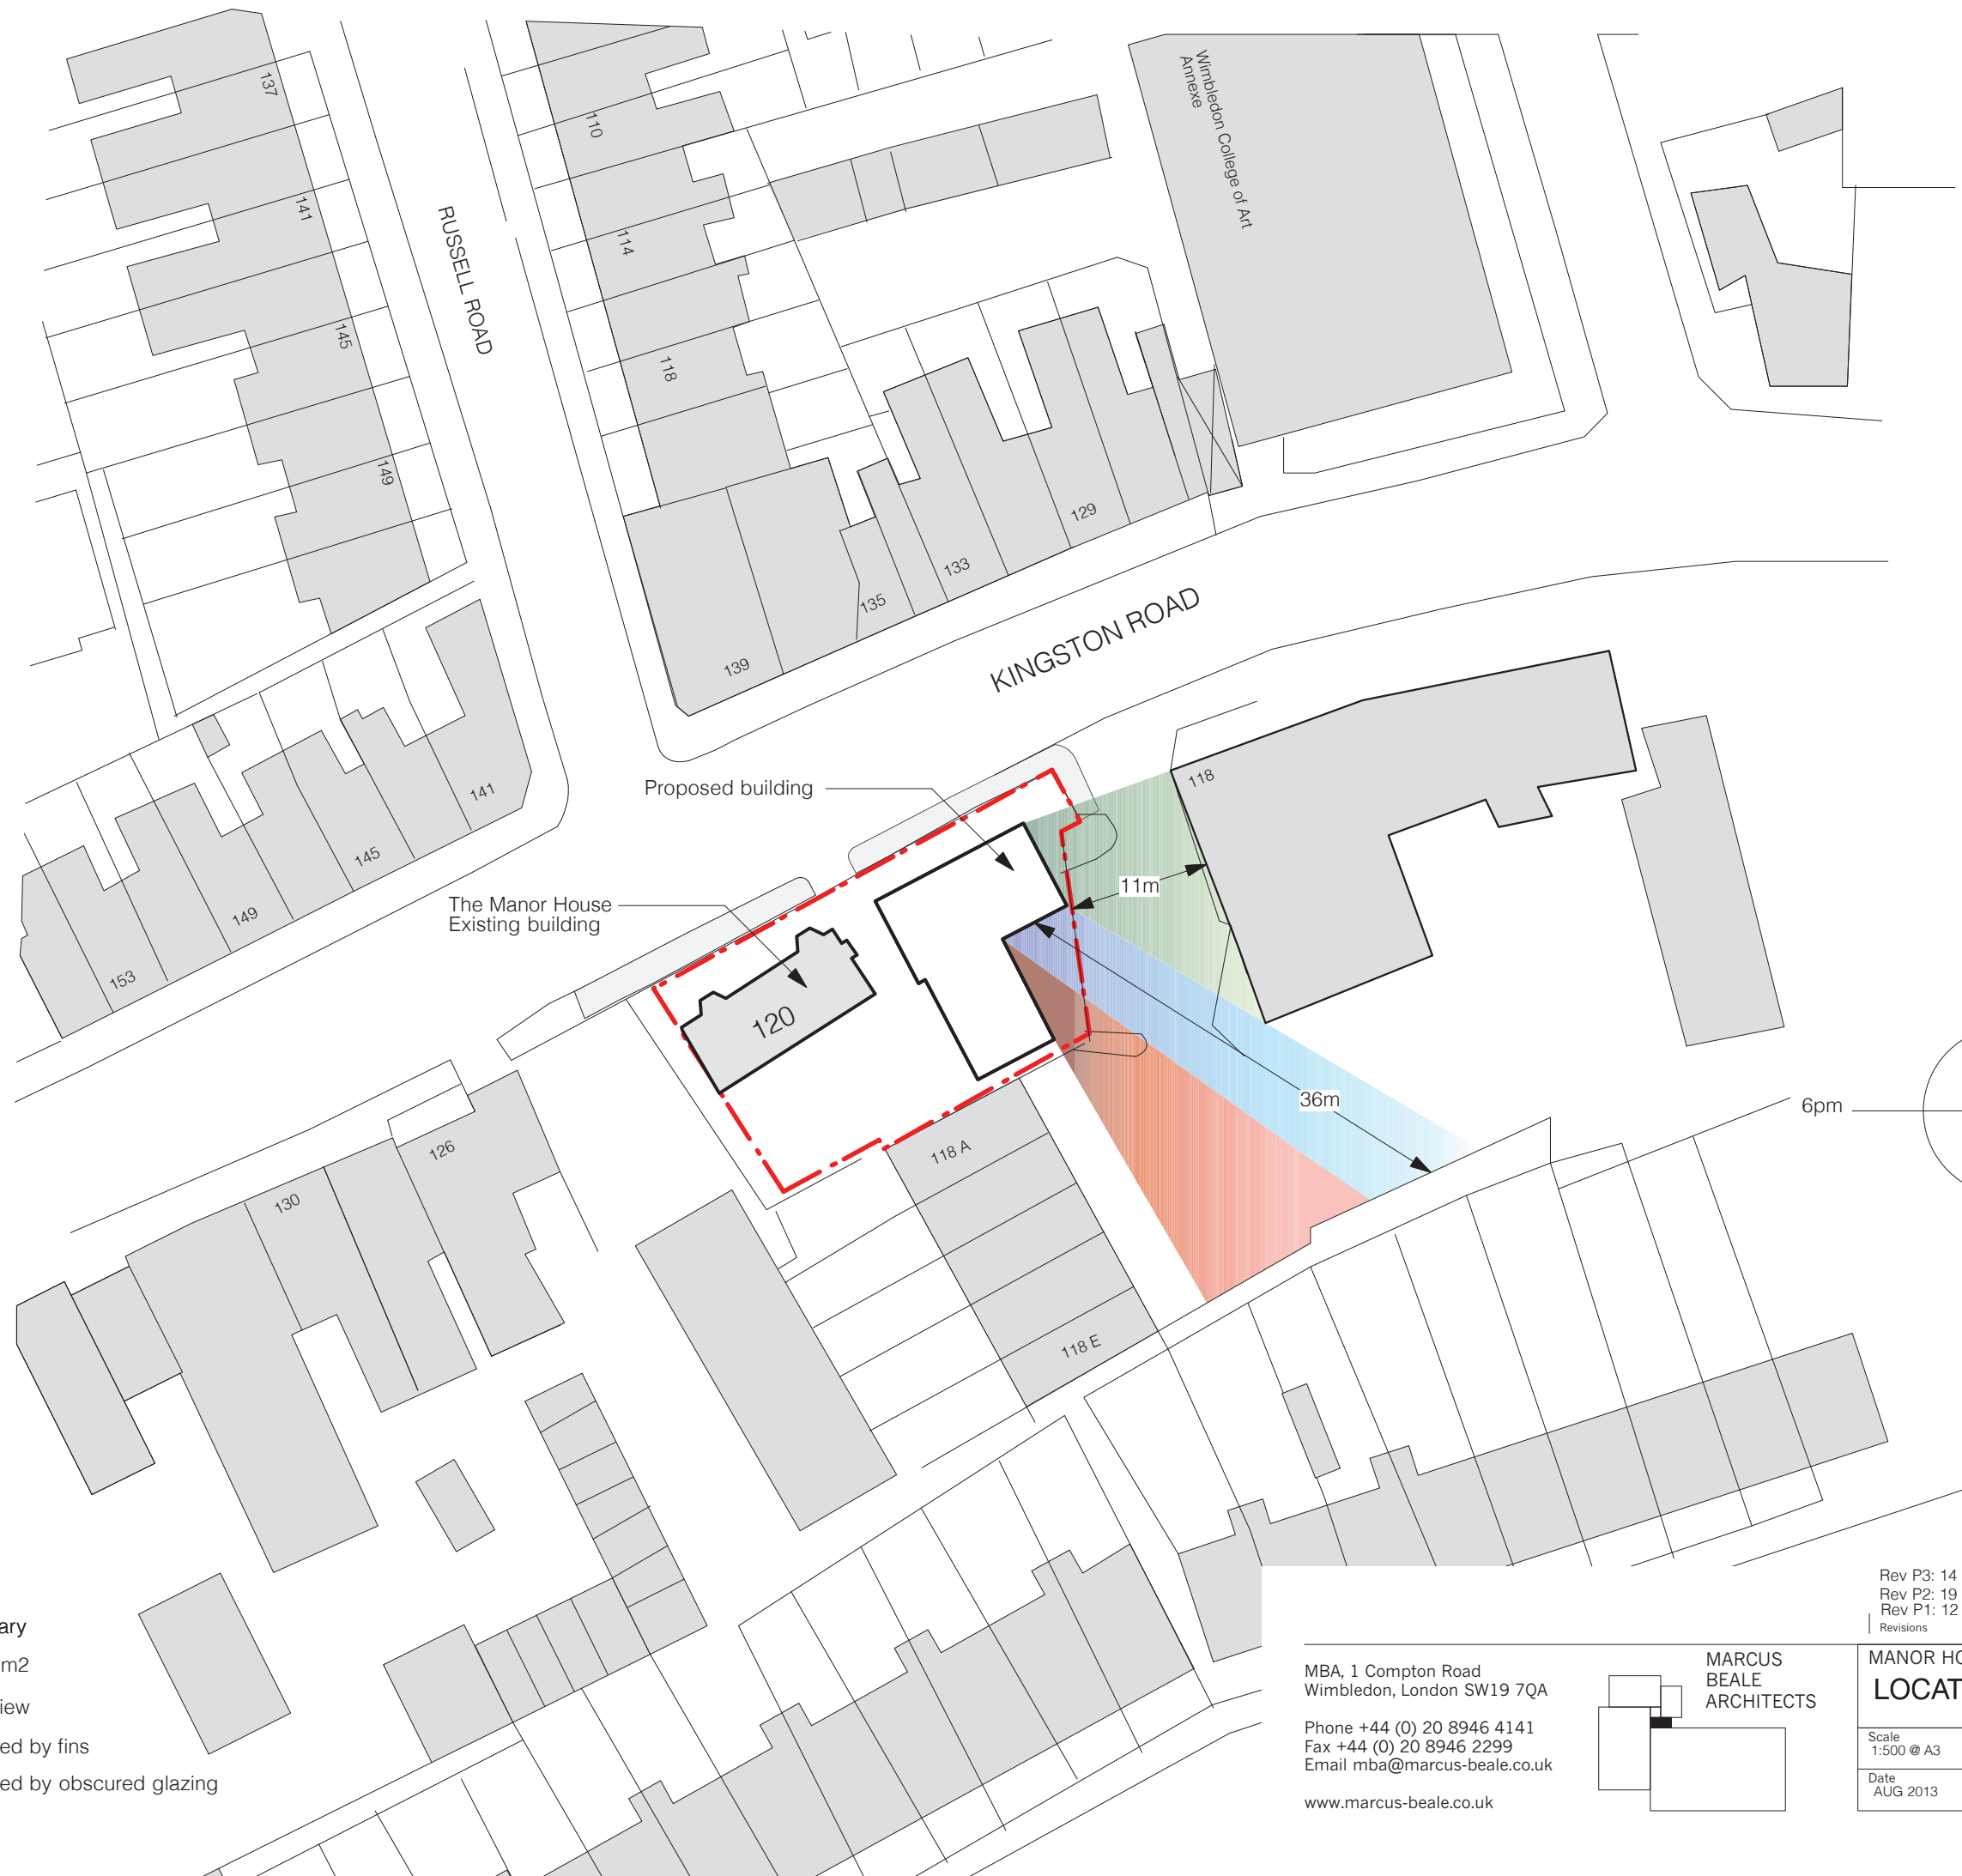 137
141
145
149
RUSSELL ROAD
110
114
118
Wimbledon College of Art
Annexe
129
133
135
139
KINGSTON ROAD
141
145
149
153
Proposed building
118
11m
The Manor House
Existing building
120
36m
6pm
118 A
118 E
126
130
ary
m2
iew
ed by fins
ed by obscured glazing
Rev P3: 14
Rev P2: 19
Rev P1: 12
Revisions
MBA, 1 Compton Road
Wimbledon, London SW19 7QA
Phone +44 (0) 20 8946 4141
Fax +44 (0) 20 8946 2299
Email mba@marcus-beale.co.uk
www.marcus-beale.co.uk
MARCUS
BEALE
ARCHITECTS
MANOR HO
LOCAT
Scale
1:500 @ A3
Date
AUG 2013